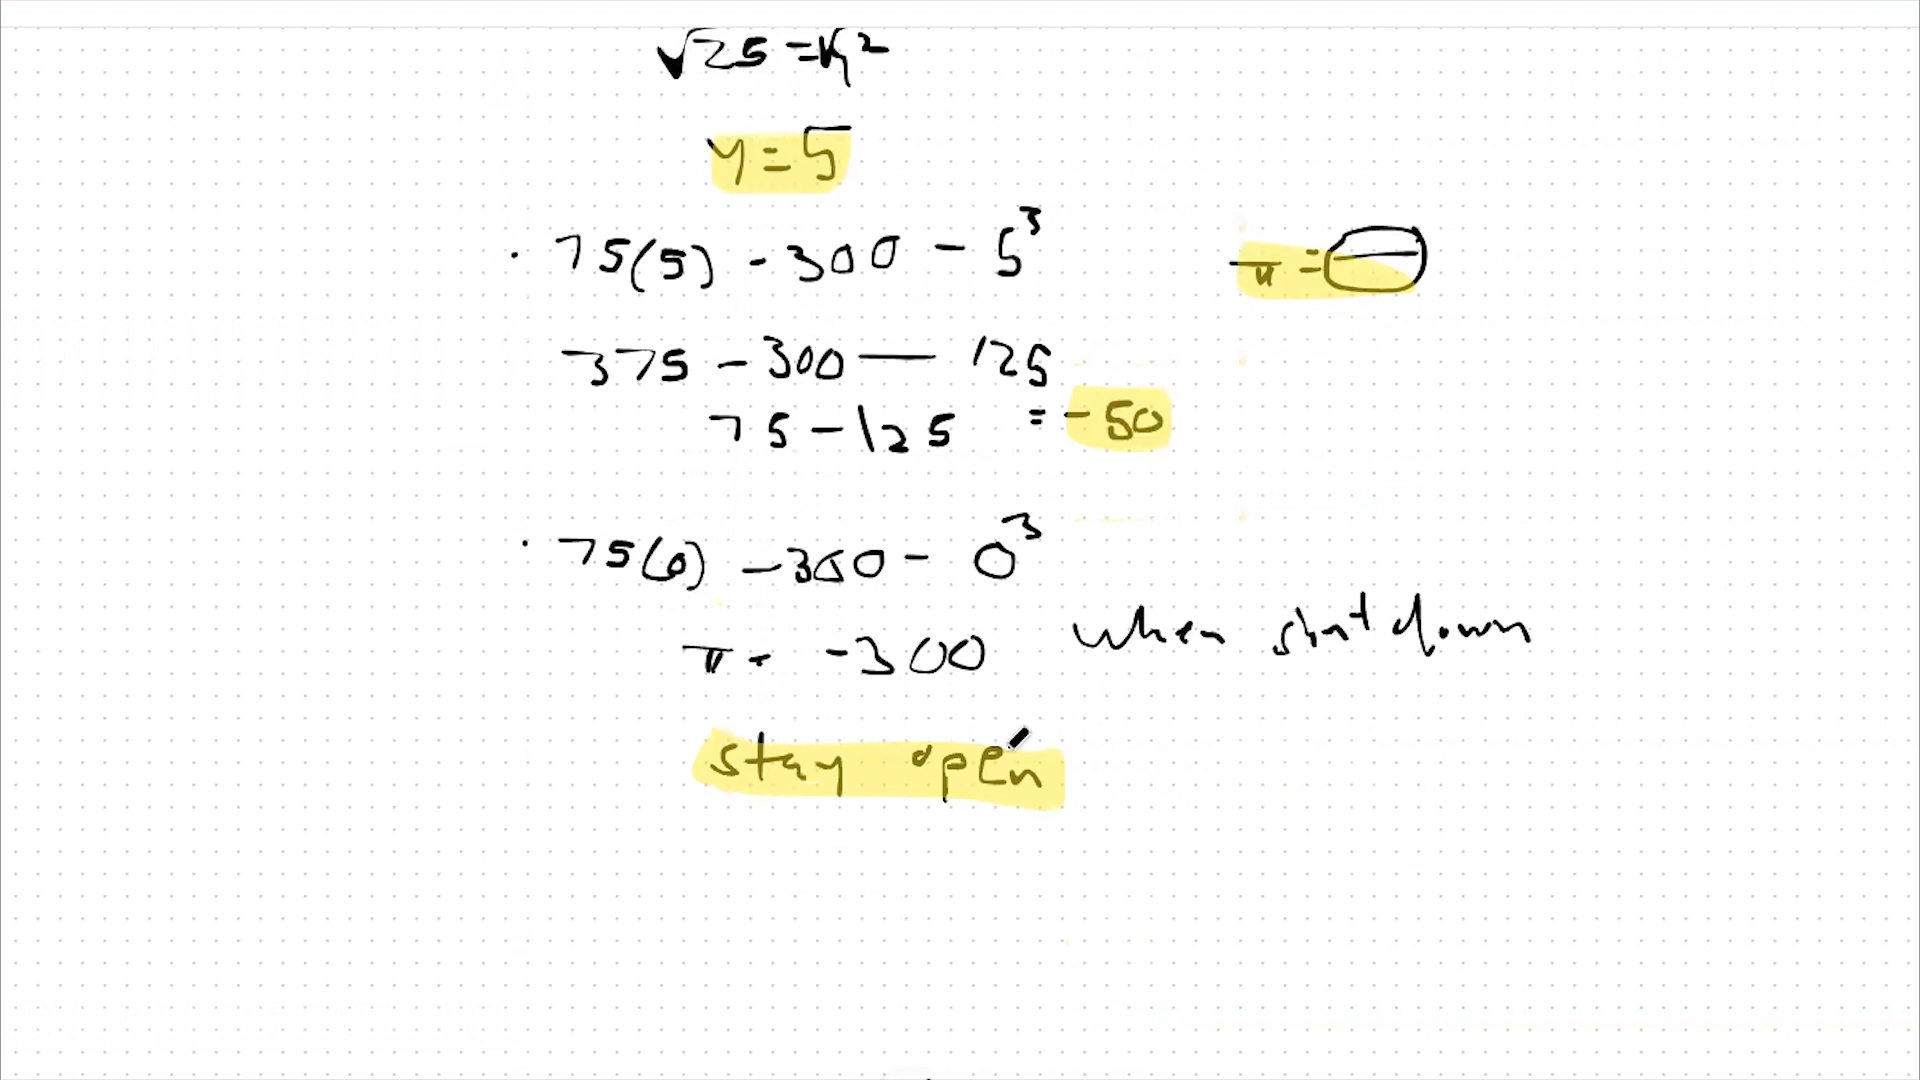 √25 = y²
y = 5
· 75(5) - 300 - 5³
π = -
375 - 300 - 125
75 - 125 = -50
· 75(0) - 300 - 0³
π = -300 when shut down
stay open